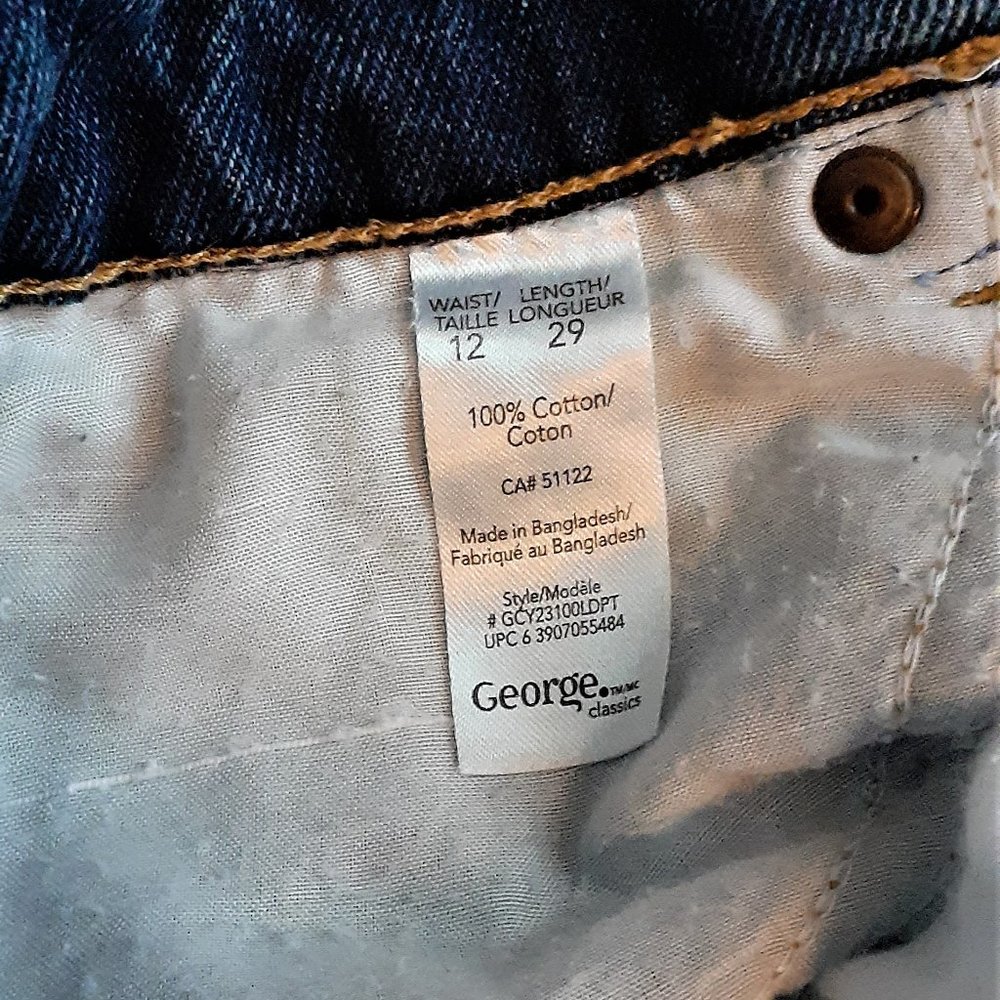 WAIST/ LENGTH/
TAILLE LONGUEUR
12 29
100% Cotton/
Coton
CA# 51122
Made in Bangladesh/
Fabriqué au Bangladesh
Style/Modèle
# GCY23100LDPT
UPC 6 3907055484
George.TM/MC
classics